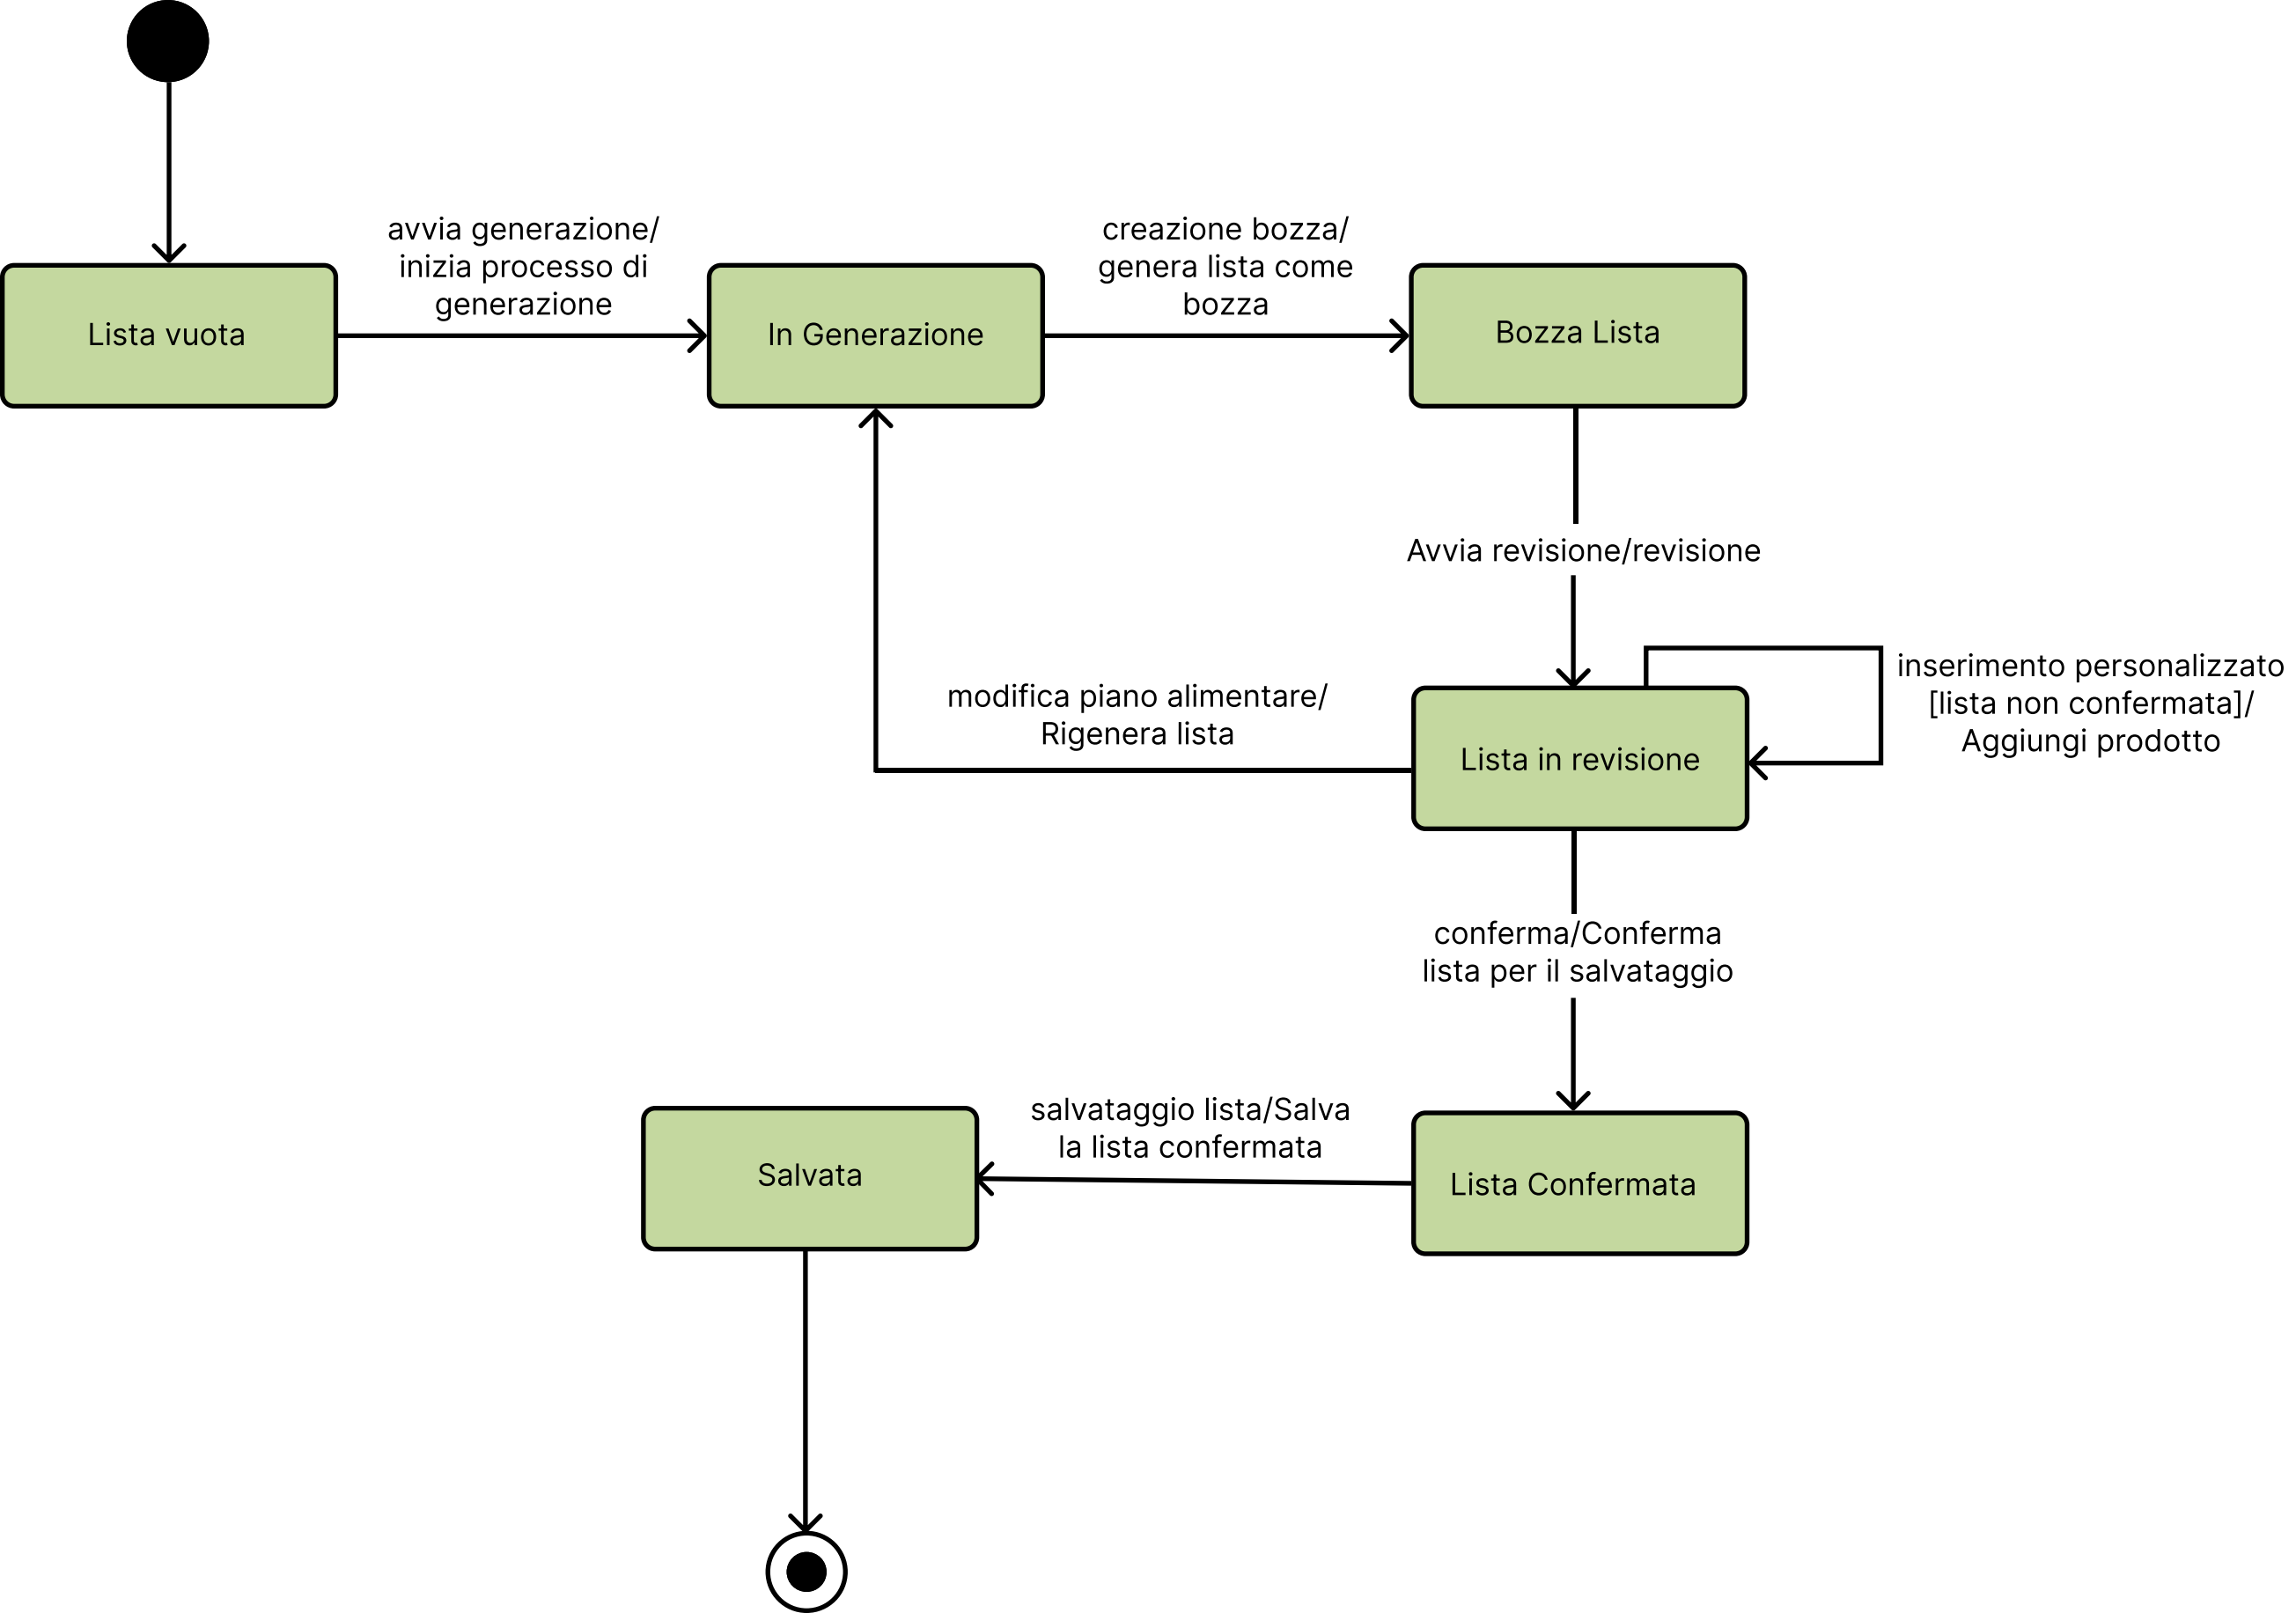 avvia generazione/
inizia processo di
generazione
creazione bozza/
genera lista come
bozza
Lista vuota
In Generazione
Bozza Lista
Avvia revisione/revisione
inserimento personalizzato
[lista non confermata]/
Aggiungi prodotto
modifica piano alimentare/
Rigenera lista
Lista in revisione
conferma/Conferma
lista per il salvataggio
salvataggio lista/Salva
la lista confermata
Salvata
Lista Confermata